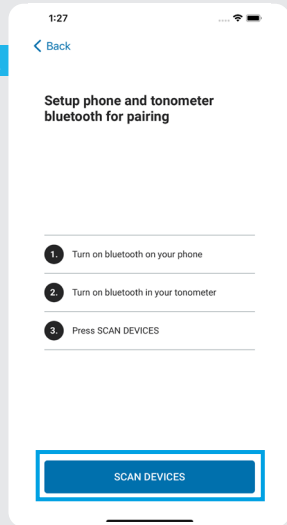 1:27
Back
Setup phone and tonometer
bluetooth for pairing
1. Turn on bluetooth on your phone
2. Turn on bluetooth in your tonometer
3. Press SCAN DEVICES
SCAN DEVICES